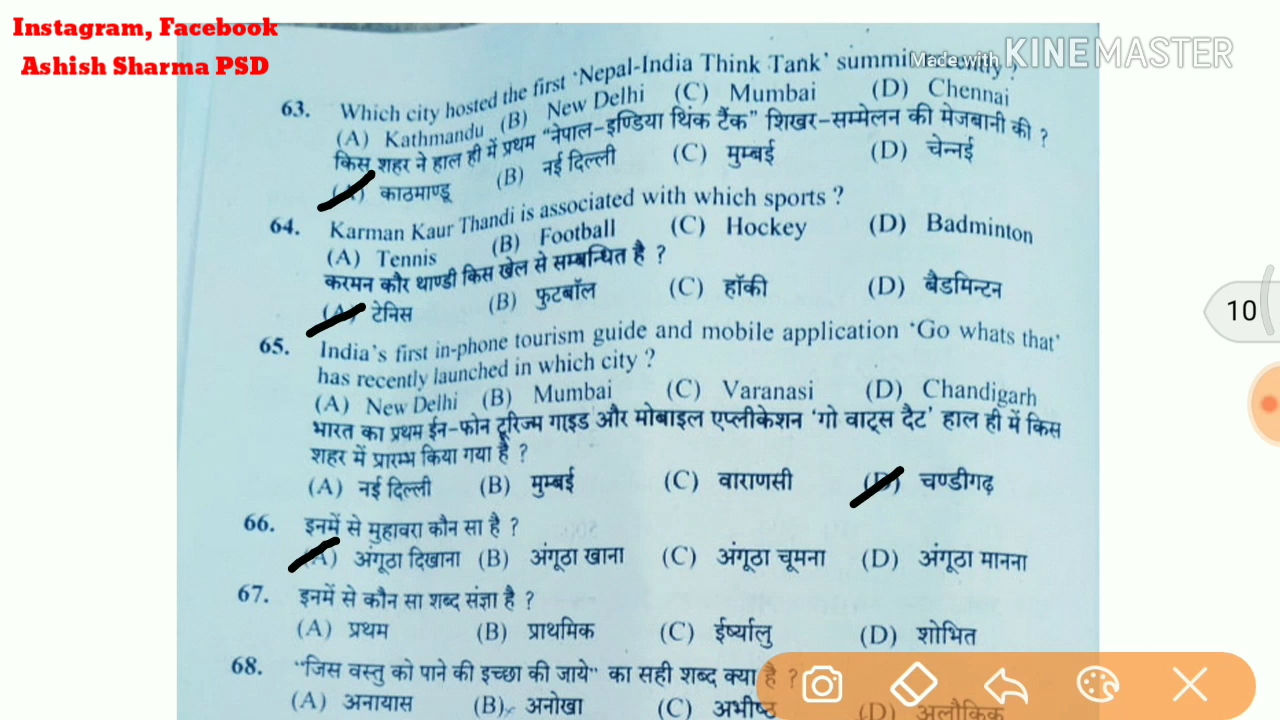 Instagram, Facebook
Ashish Sharma PSD
Made with KINEMASTER
63. Which city hosted the first 'Nepal-India Think Tank' summit ?
(A) Kathmandu (B) New Delhi (C) Mumbai (D) Chennai
किस शहर ने हाल ही में प्रथम "नेपाल-इण्डिया थिंक टैंक" शिखर-सम्मेलन की मेजबानी की ?
(A) काठमाण्डू (B) नई दिल्ली (C) मुम्बई (D) चेन्नई
64. Karman Kaur Thandi is associated with which sports ?
(A) Tennis (B) Football (C) Hockey (D) Badminton
करमन कौर थाण्डी किस खेल से सम्बन्धित है ?
(A) टेनिस (B) फुटबॉल (C) हॉकी (D) बैडमिन्टन
65. India's first in-phone tourism guide and mobile application 'Go whats that'
has recently launched in which city ?
(A) New Delhi (B) Mumbai (C) Varanasi (D) Chandigarh
भारत का प्रथम ईन-फोन टूरिज्म गाइड और मोबाइल एप्लीकेशन 'गो वाट्स दैट' हाल ही में किस
शहर में प्रारम्भ किया गया है ?
(A) नई दिल्ली (B) मुम्बई (C) वाराणसी (D) चण्डीगढ़
66. इनमें से मुहावरा कौन सा है ?
(A) अंगूठा दिखाना (B) अंगूठा खाना (C) अंगूठा चूमना (D) अंगूठा मानना
67. इनमें से कौन सा शब्द संज्ञा है ?
(A) प्रथम (B) प्राथमिक (C) ईर्ष्यालु (D) शोभित
68. "जिस वस्तु को पाने की इच्छा की जाये" का सही शब्द क्या है ?
(A) अनायास (B) अनोखा (C) अभीष्ट (D) अलौकिक
10